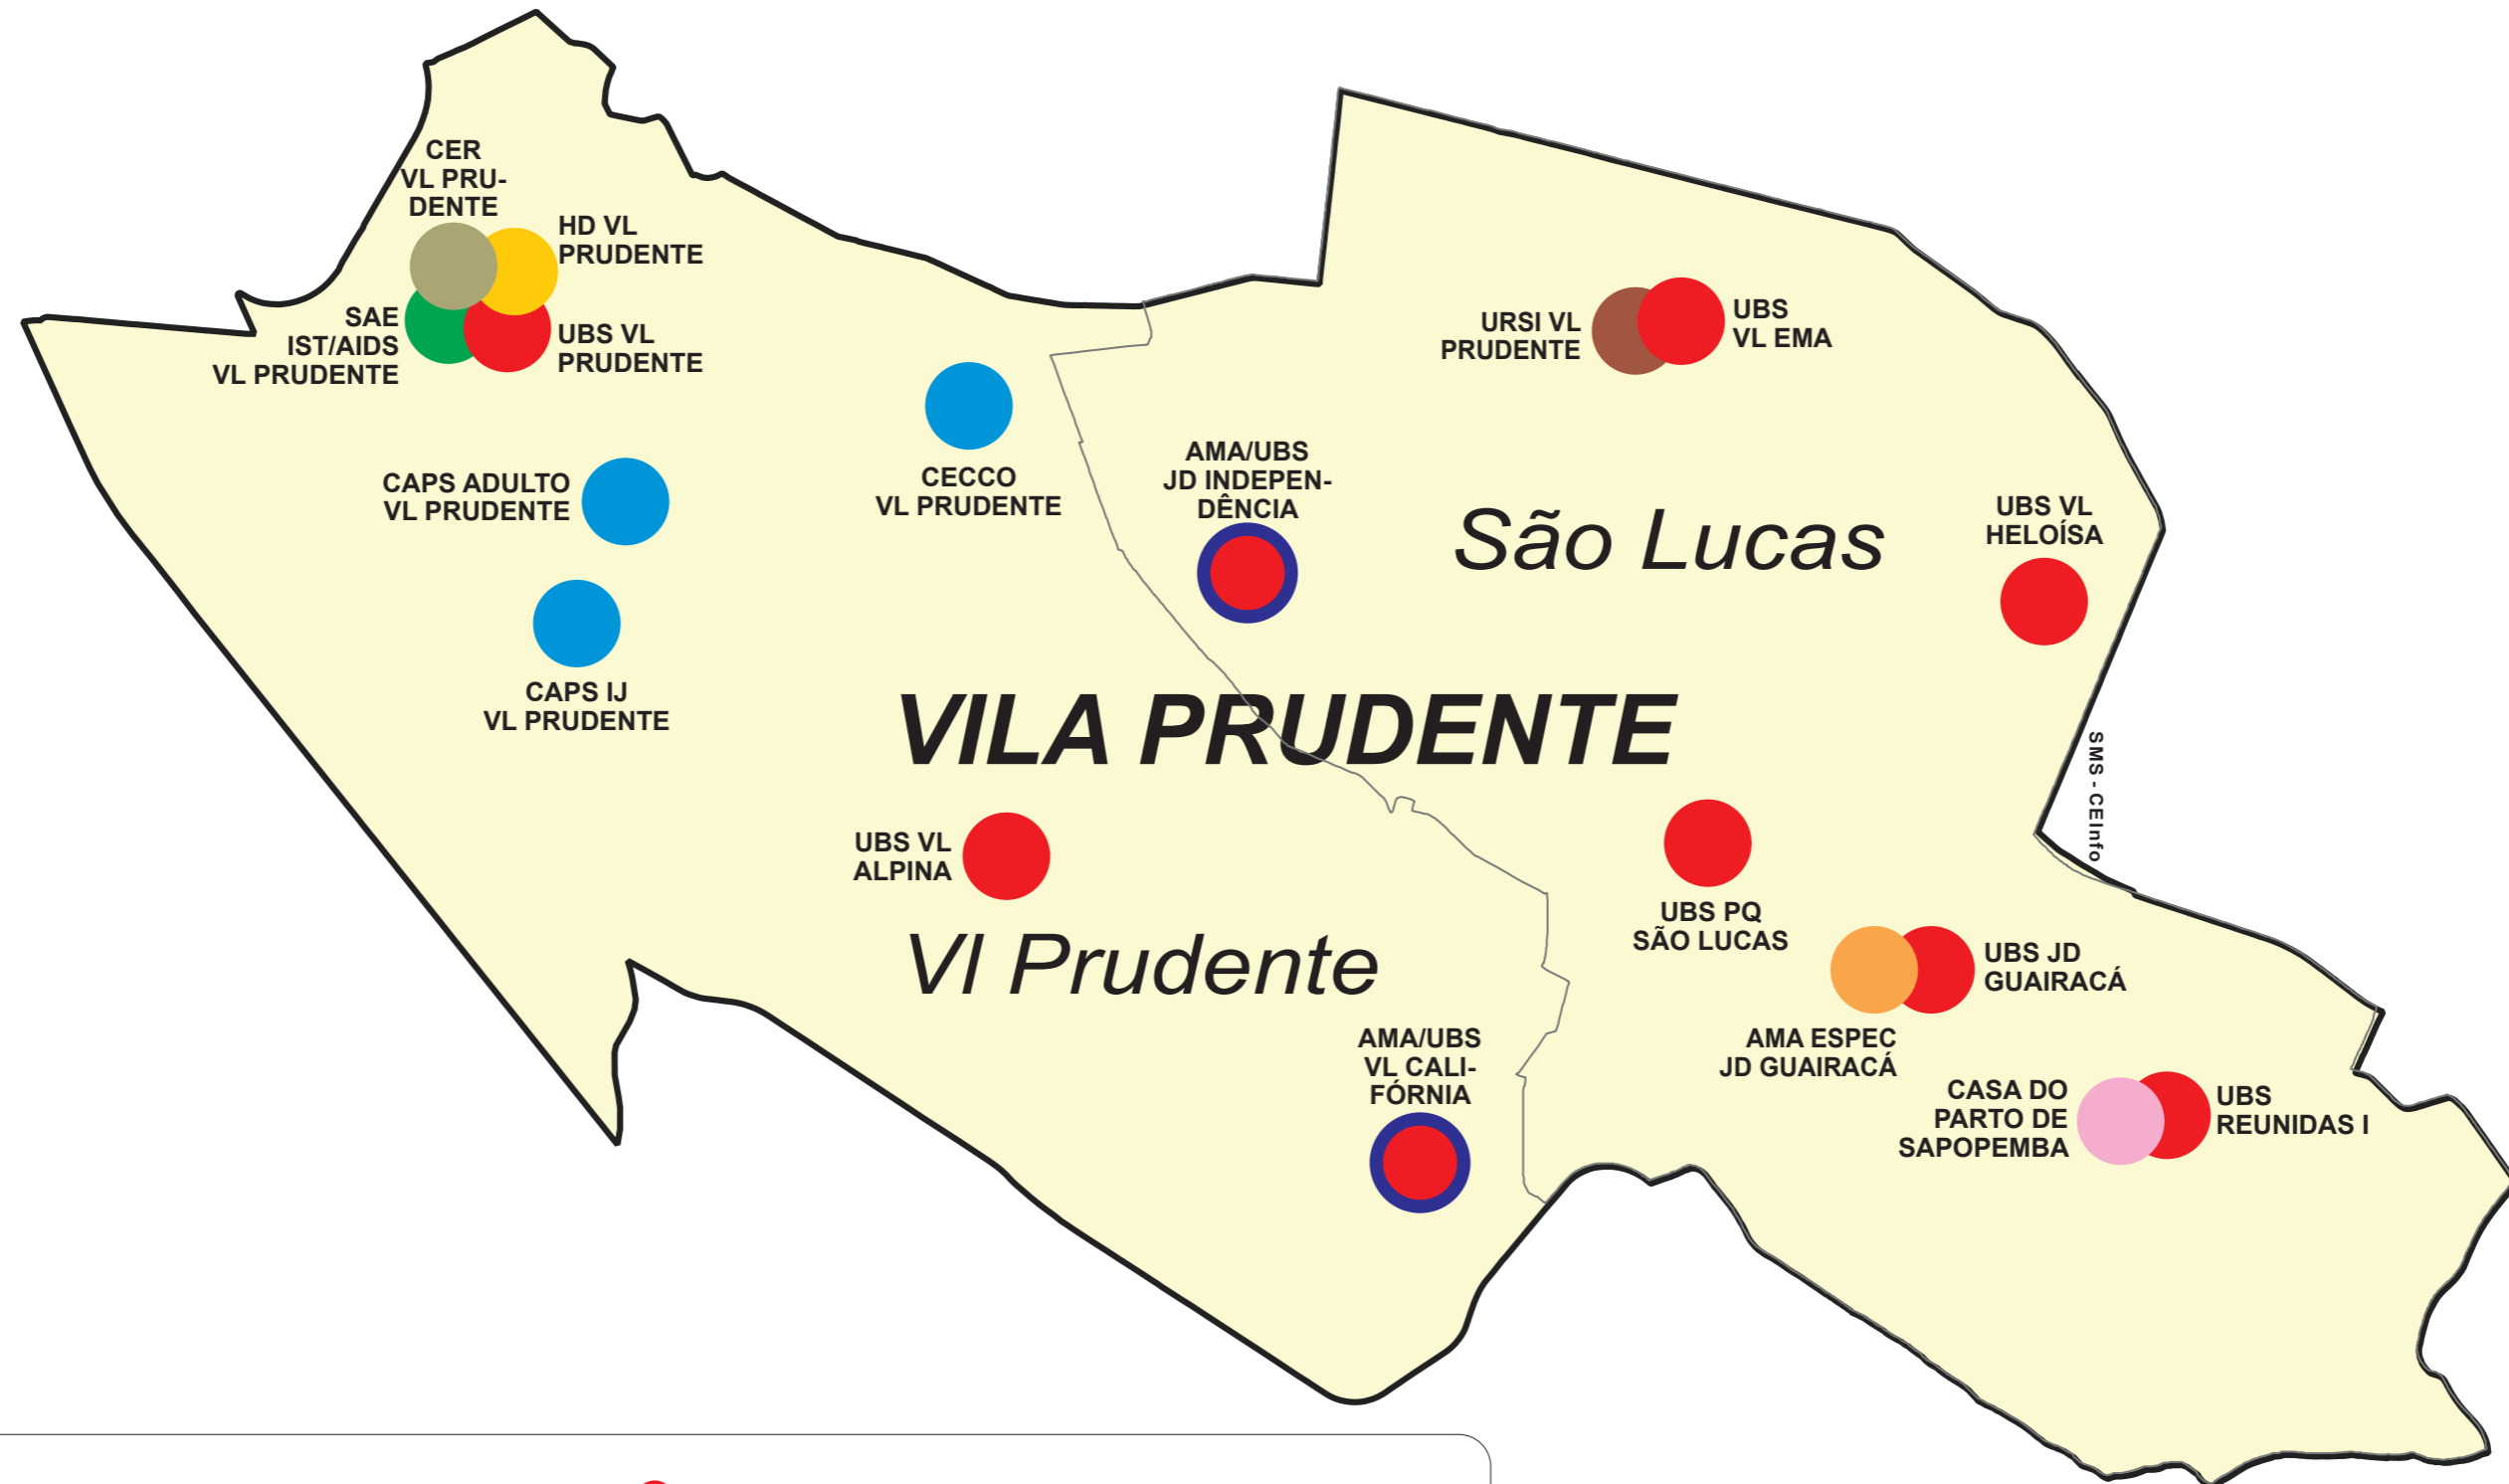 CER
VL PRU-
DENTE
HD VL
PRUDENTE
SAE
IST/AIDS
VL PRUDENTE
UBS VL
PRUDENTE
URSI VL
PRUDENTE
UBS
VL EMA
CECCO
VL PRUDENTE
CAPS ADULTO
VL PRUDENTE
AMA/UBS
JD INDEPEN-
DÊNCIA
São Lucas
UBS VL
HELOÍSA
CAPS IJ
VL PRUDENTE
VILA PRUDENTE
SMS - CEInfo
UBS VL
ALPINA
Vl Prudente
UBS PQ
SÃO LUCAS
UBS JD
GUAIRACÁ
AMA ESPEC
JD GUAIRACÁ
AMA/UBS
VL CALI-
FÓRNIA
CASA DO
PARTO DE
SAPOPEMBA
UBS
REUNIDAS I